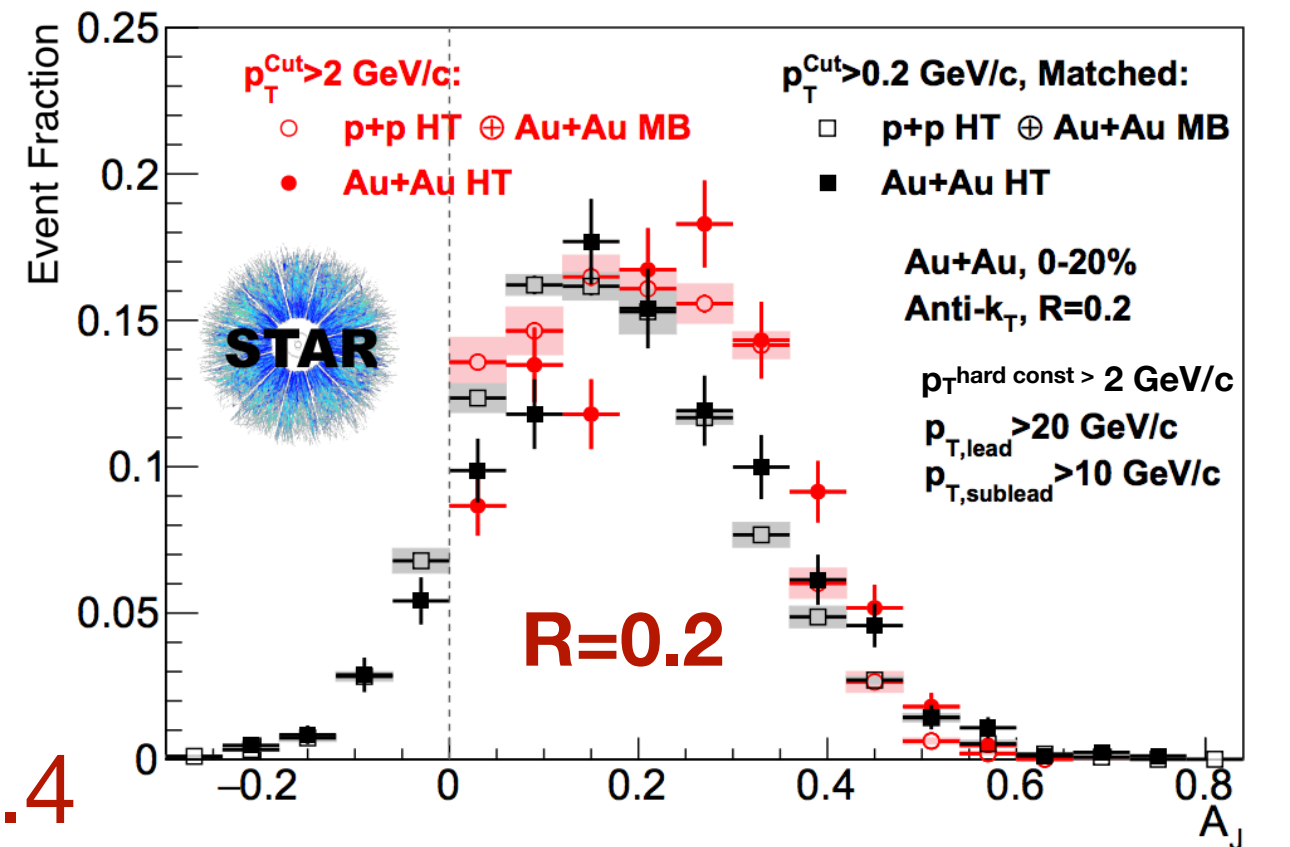 0.25
0.2
0.15
0.1
0.05
0
Event Fraction
p_T^Cut>2 GeV/c:
○ p+p HT ⊕ Au+Au MB
● Au+Au HT
p_T^Cut>0.2 GeV/c, Matched:
□ p+p HT ⊕ Au+Au MB
■ Au+Au HT
STAR
Au+Au, 0-20%
Anti-k_T, R=0.2
p_T^hard const > 2 GeV/c
p_T,lead>20 GeV/c
p_T,sublead>10 GeV/c
R=0.2
−0.2 0 0.2 0.4 0.6 0.8
A_J
.4